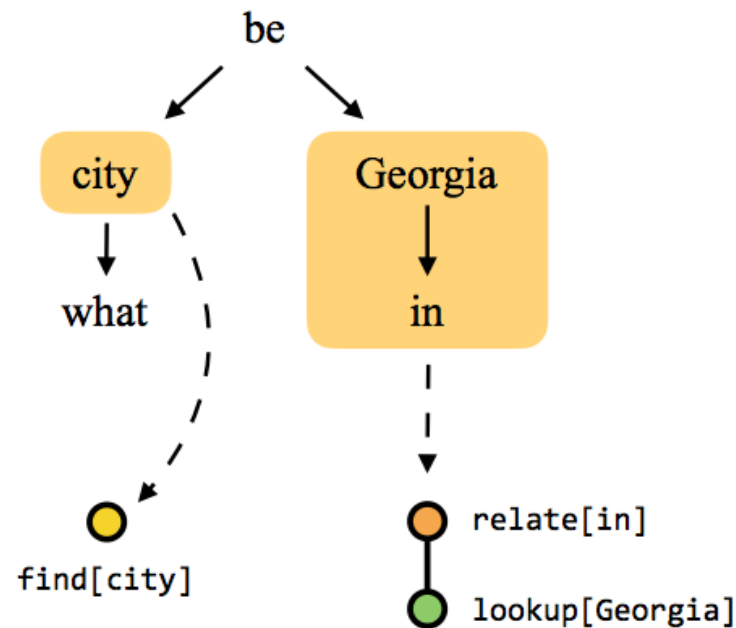 be
city
Georgia
what
in
relate[in]
find[city]
lookup[Georgia]